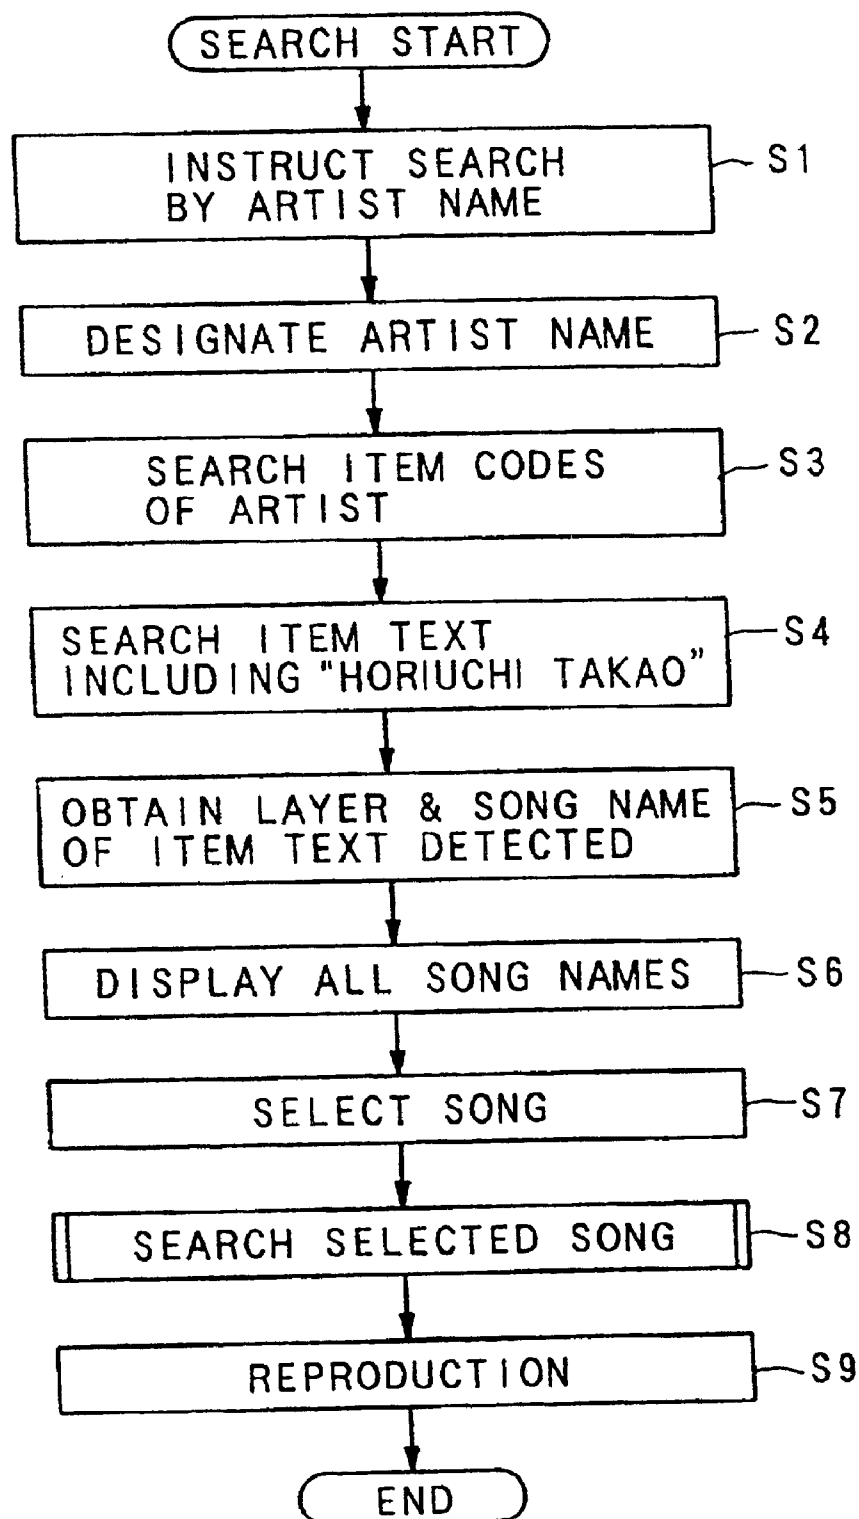 SEARCH START
INSTRUCT SEARCH
BY ARTIST NAME
S1
DESIGNATE ARTIST NAME
S2
SEARCH ITEM CODES
OF ARTIST
S3
SEARCH ITEM TEXT
INCLUDING "HORIUCHI TAKAO"
S4
OBTAIN LAYER & SONG NAME
OF ITEM TEXT DETECTED
S5
DISPLAY ALL SONG NAMES
S6
SELECT SONG
S7
SEARCH SELECTED SONG
S8
REPRODUCTION
S9
END